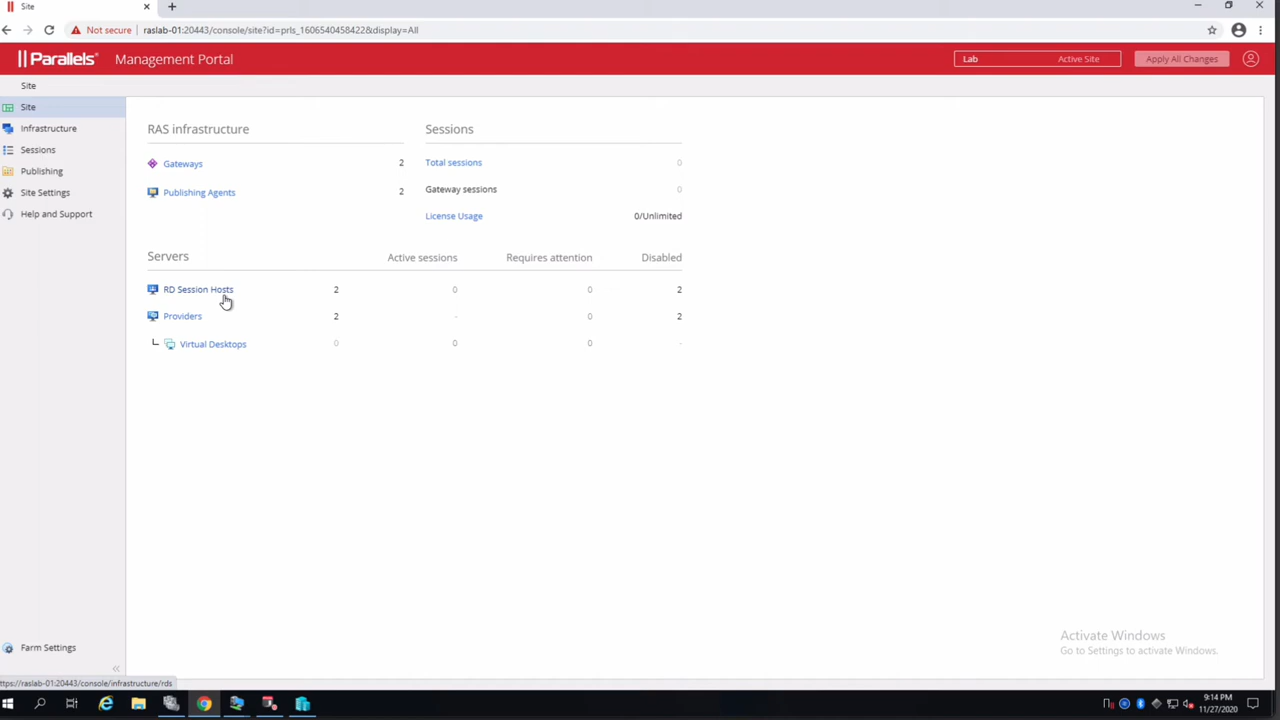 Site
Not secure raslab-01:20443/console/site?id=prls_1606540458422&display=All
Parallels® Management Portal Lab Active Site Apply All Changes
Site
Site
Infrastructure
Sessions
Publishing
Site Settings
Help and Support
RAS infrastructure
Gateways 2
Publishing Agents 2
Sessions
Total sessions 0
Gateway sessions 0
License Usage 0/Unlimited
Servers Active sessions Requires attention Disabled
RD Session Hosts 2 0 0 2
Providers 2 - 0 2
Virtual Desktops 0 0 0 -
Activate Windows
Go to Settings to activate Windows.
Farm Settings
ttps://raslab-01:20443/console/infrastructure/rds
9:14 PM
11/27/2020